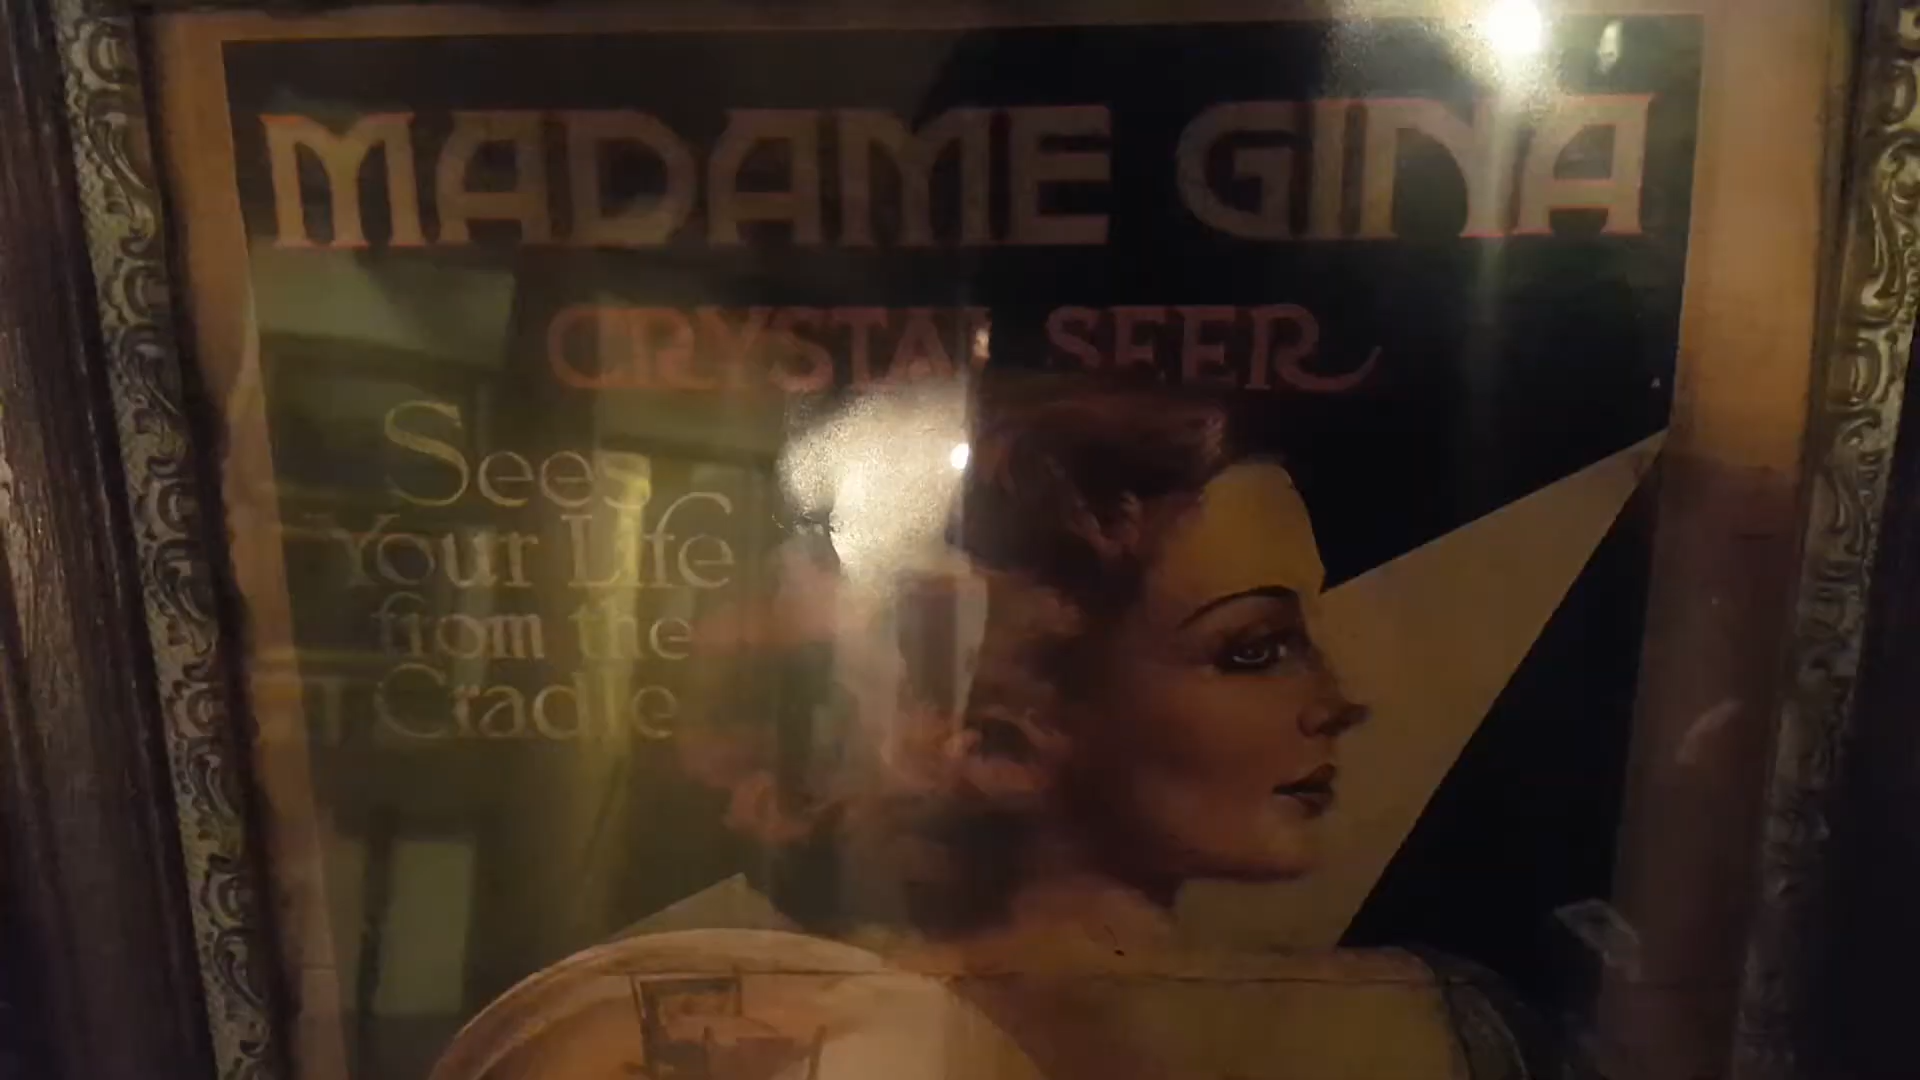 MADAME GINA
CRYSTAL SEER
Sees
Your Life
from the
Cradle